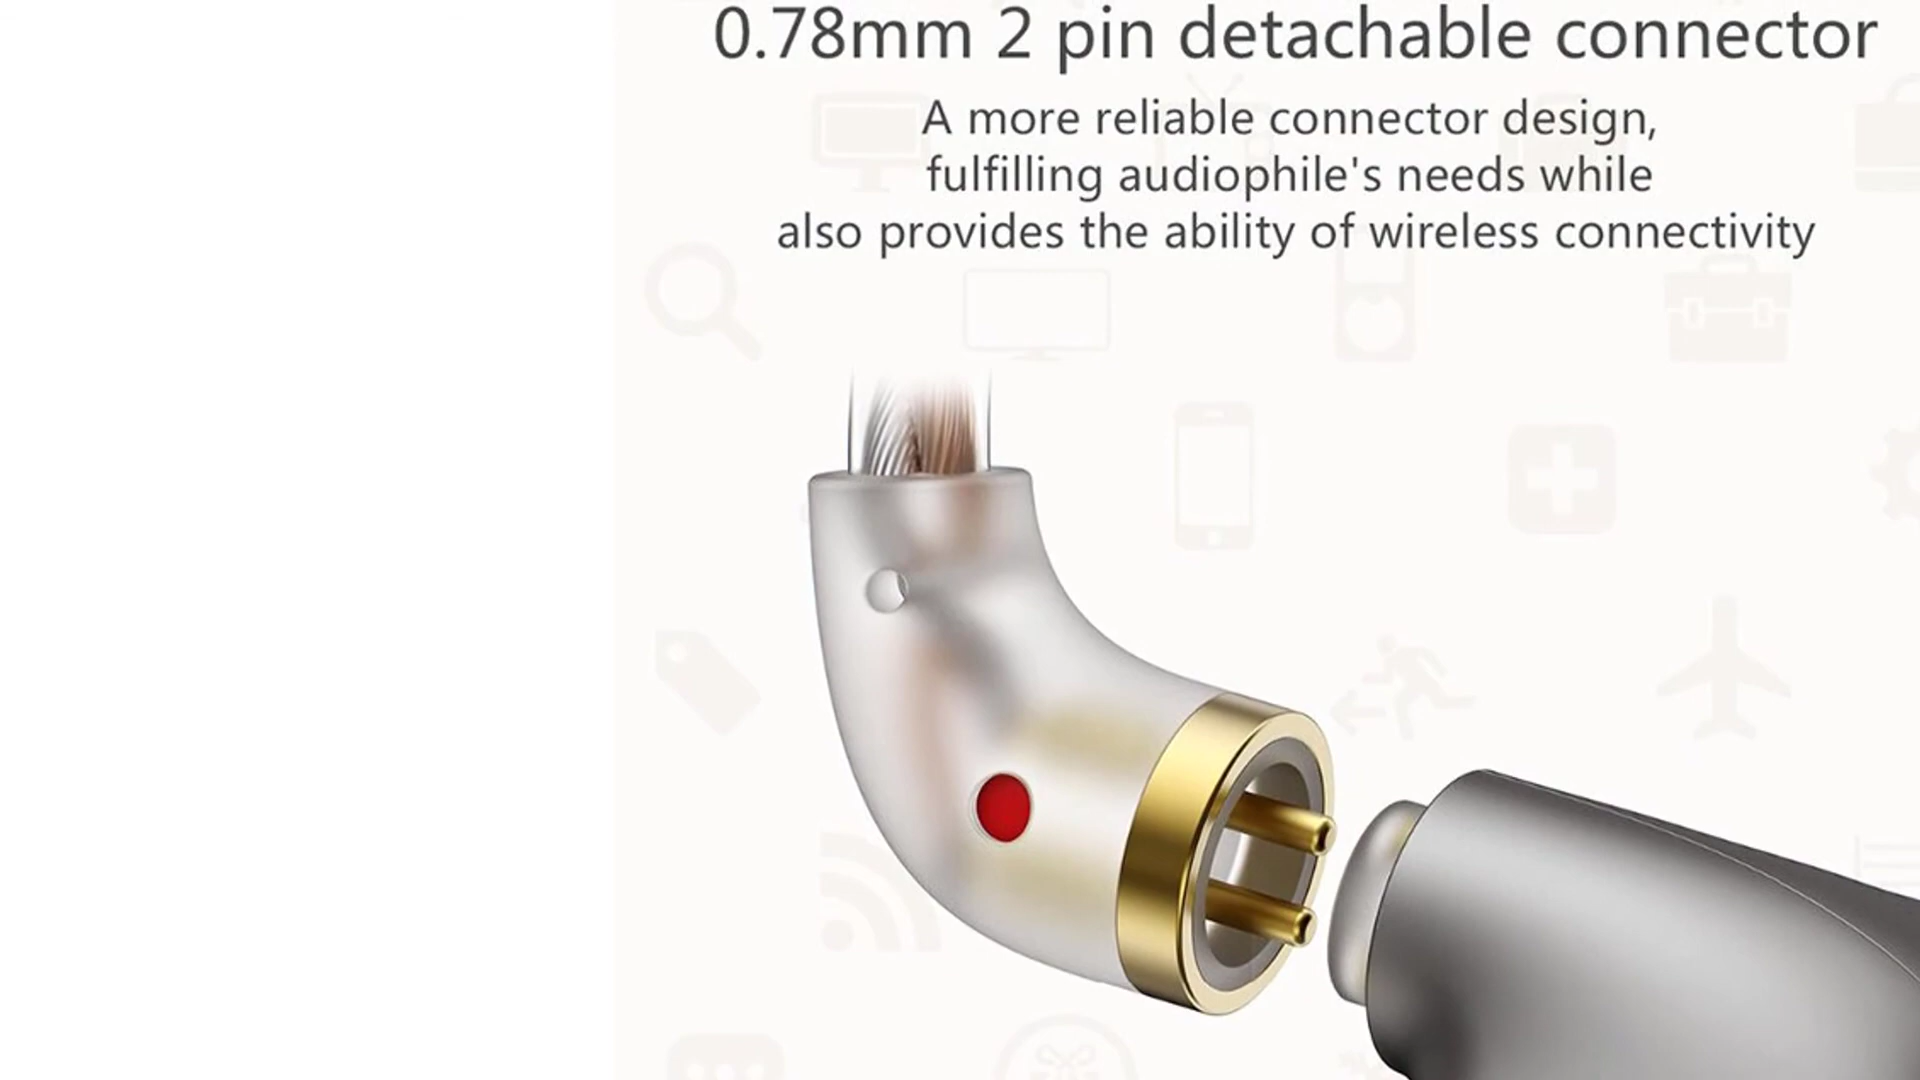 0.78mm 2 pin detachable connector
A more reliable connector design,
fulfilling audiophile's needs while
also provides the ability of wireless connectivity